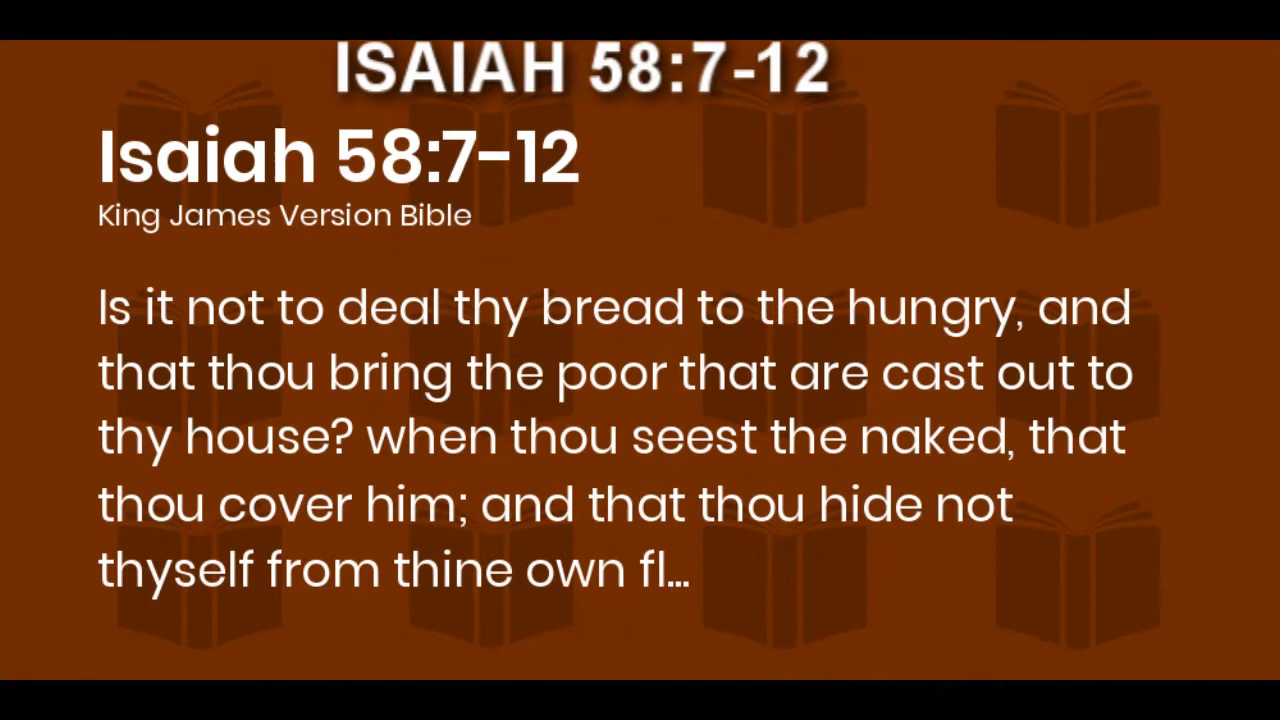 ISAIAH 58:7-12
Isaiah 58:7-12
King James Version Bible
Is it not to deal thy bread to the hungry, and
that thou bring the poor that are cast out to
thy house? when thou seest the naked, that
thou cover him; and that thou hide not
thyself from thine own fl...